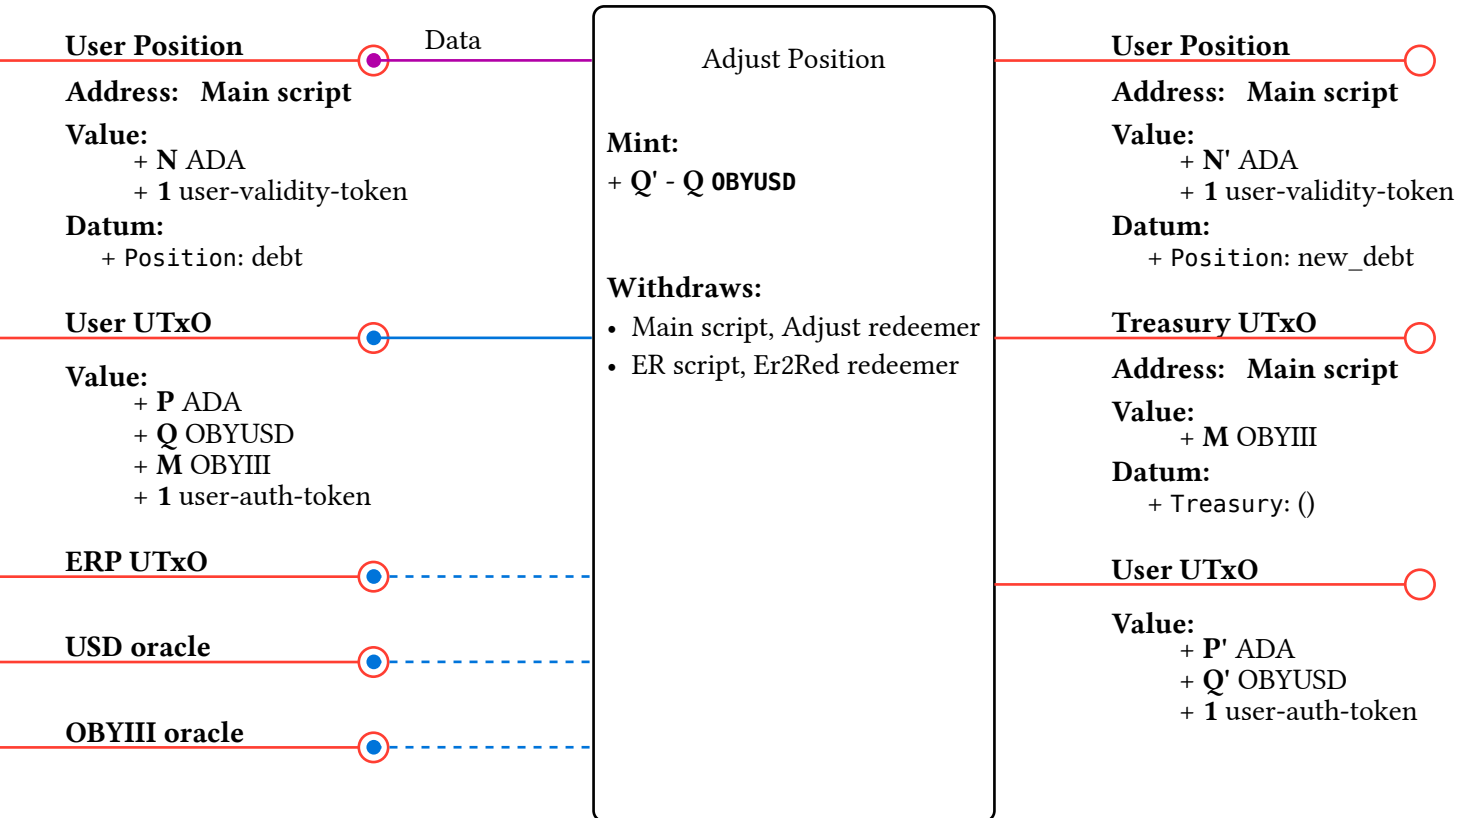 User Position
Data
Address: Main script
Value:
+ N ADA
+ 1 user-validity-token
Datum:
+ Position: debt
User UTxO
Value:
+ P ADA
+ Q OBYUSD
+ M OBYIII
+ 1 user-auth-token
ERP UTxO
USD oracle
OBYIII oracle
Adjust Position
Mint:
+ Q' - Q OBYUSD
Withdraws:
• Main script, Adjust redeemer
• ER script, Er2Red redeemer
User Position
Address: Main script
Value:
+ N' ADA
+ 1 user-validity-token
Datum:
+ Position: new_debt
Treasury UTxO
Address: Main script
Value:
+ M OBYIII
Datum:
+ Treasury: ()
User UTxO
Value:
+ P' ADA
+ Q' OBYUSD
+ 1 user-auth-token